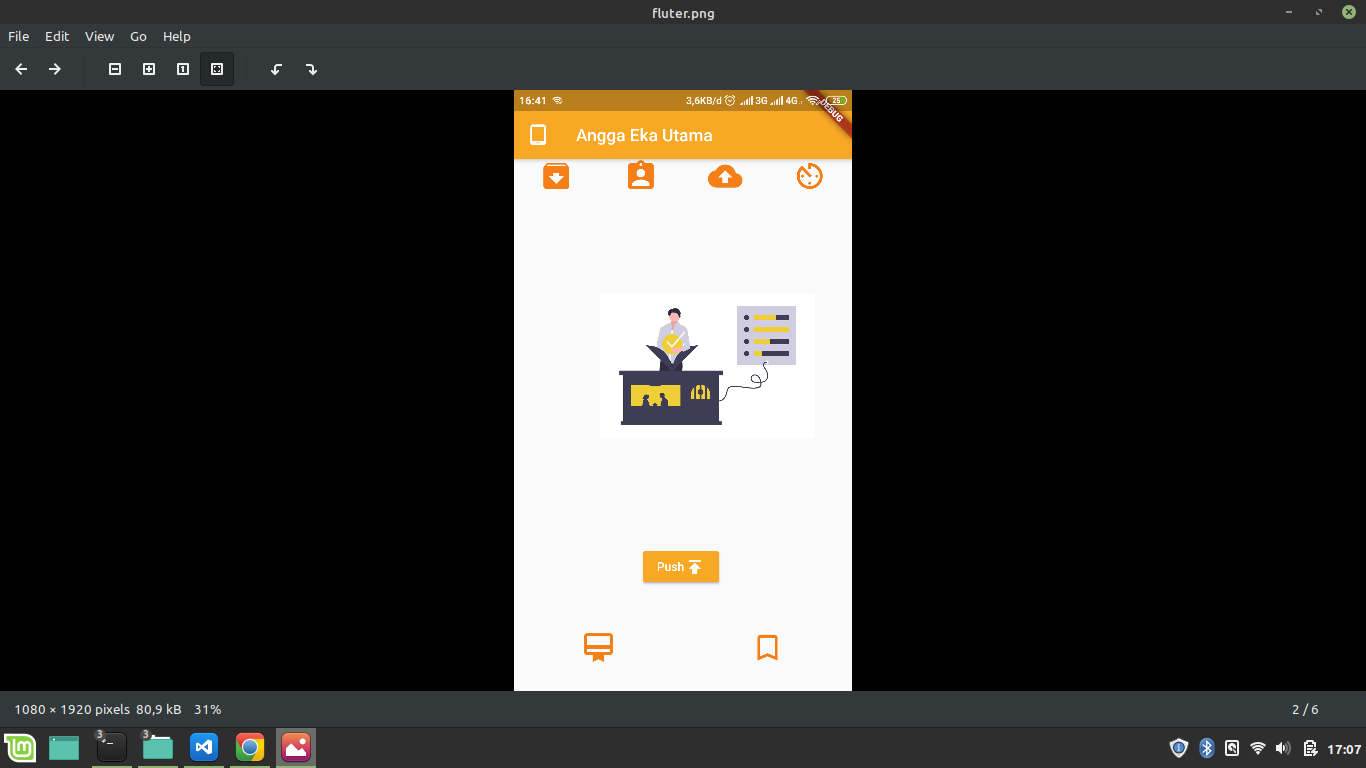 fluter.png
File Edit View Go Help
16:41 3,6KB/d 3G 4G 25
DEBUG
Angga Eka Utama
Push
1080 × 1920 pixels 80,9 kB 31% 2 / 6
3 3 17:07